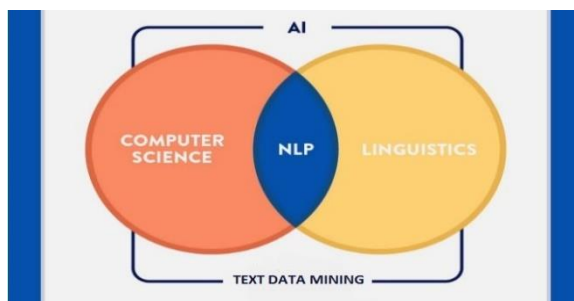 AI
COMPUTER
SCIENCE
NLP
LINGUISTICS
TEXT DATA MINING